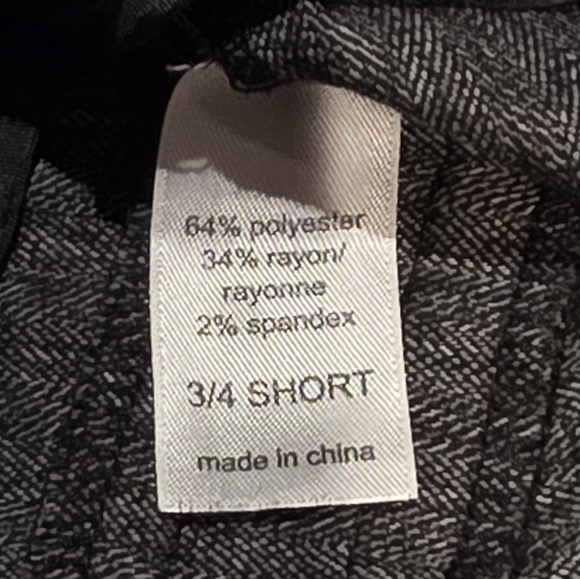 64% polyester
34% rayon/
rayonne
2% spandex
3/4 SHORT
made in china